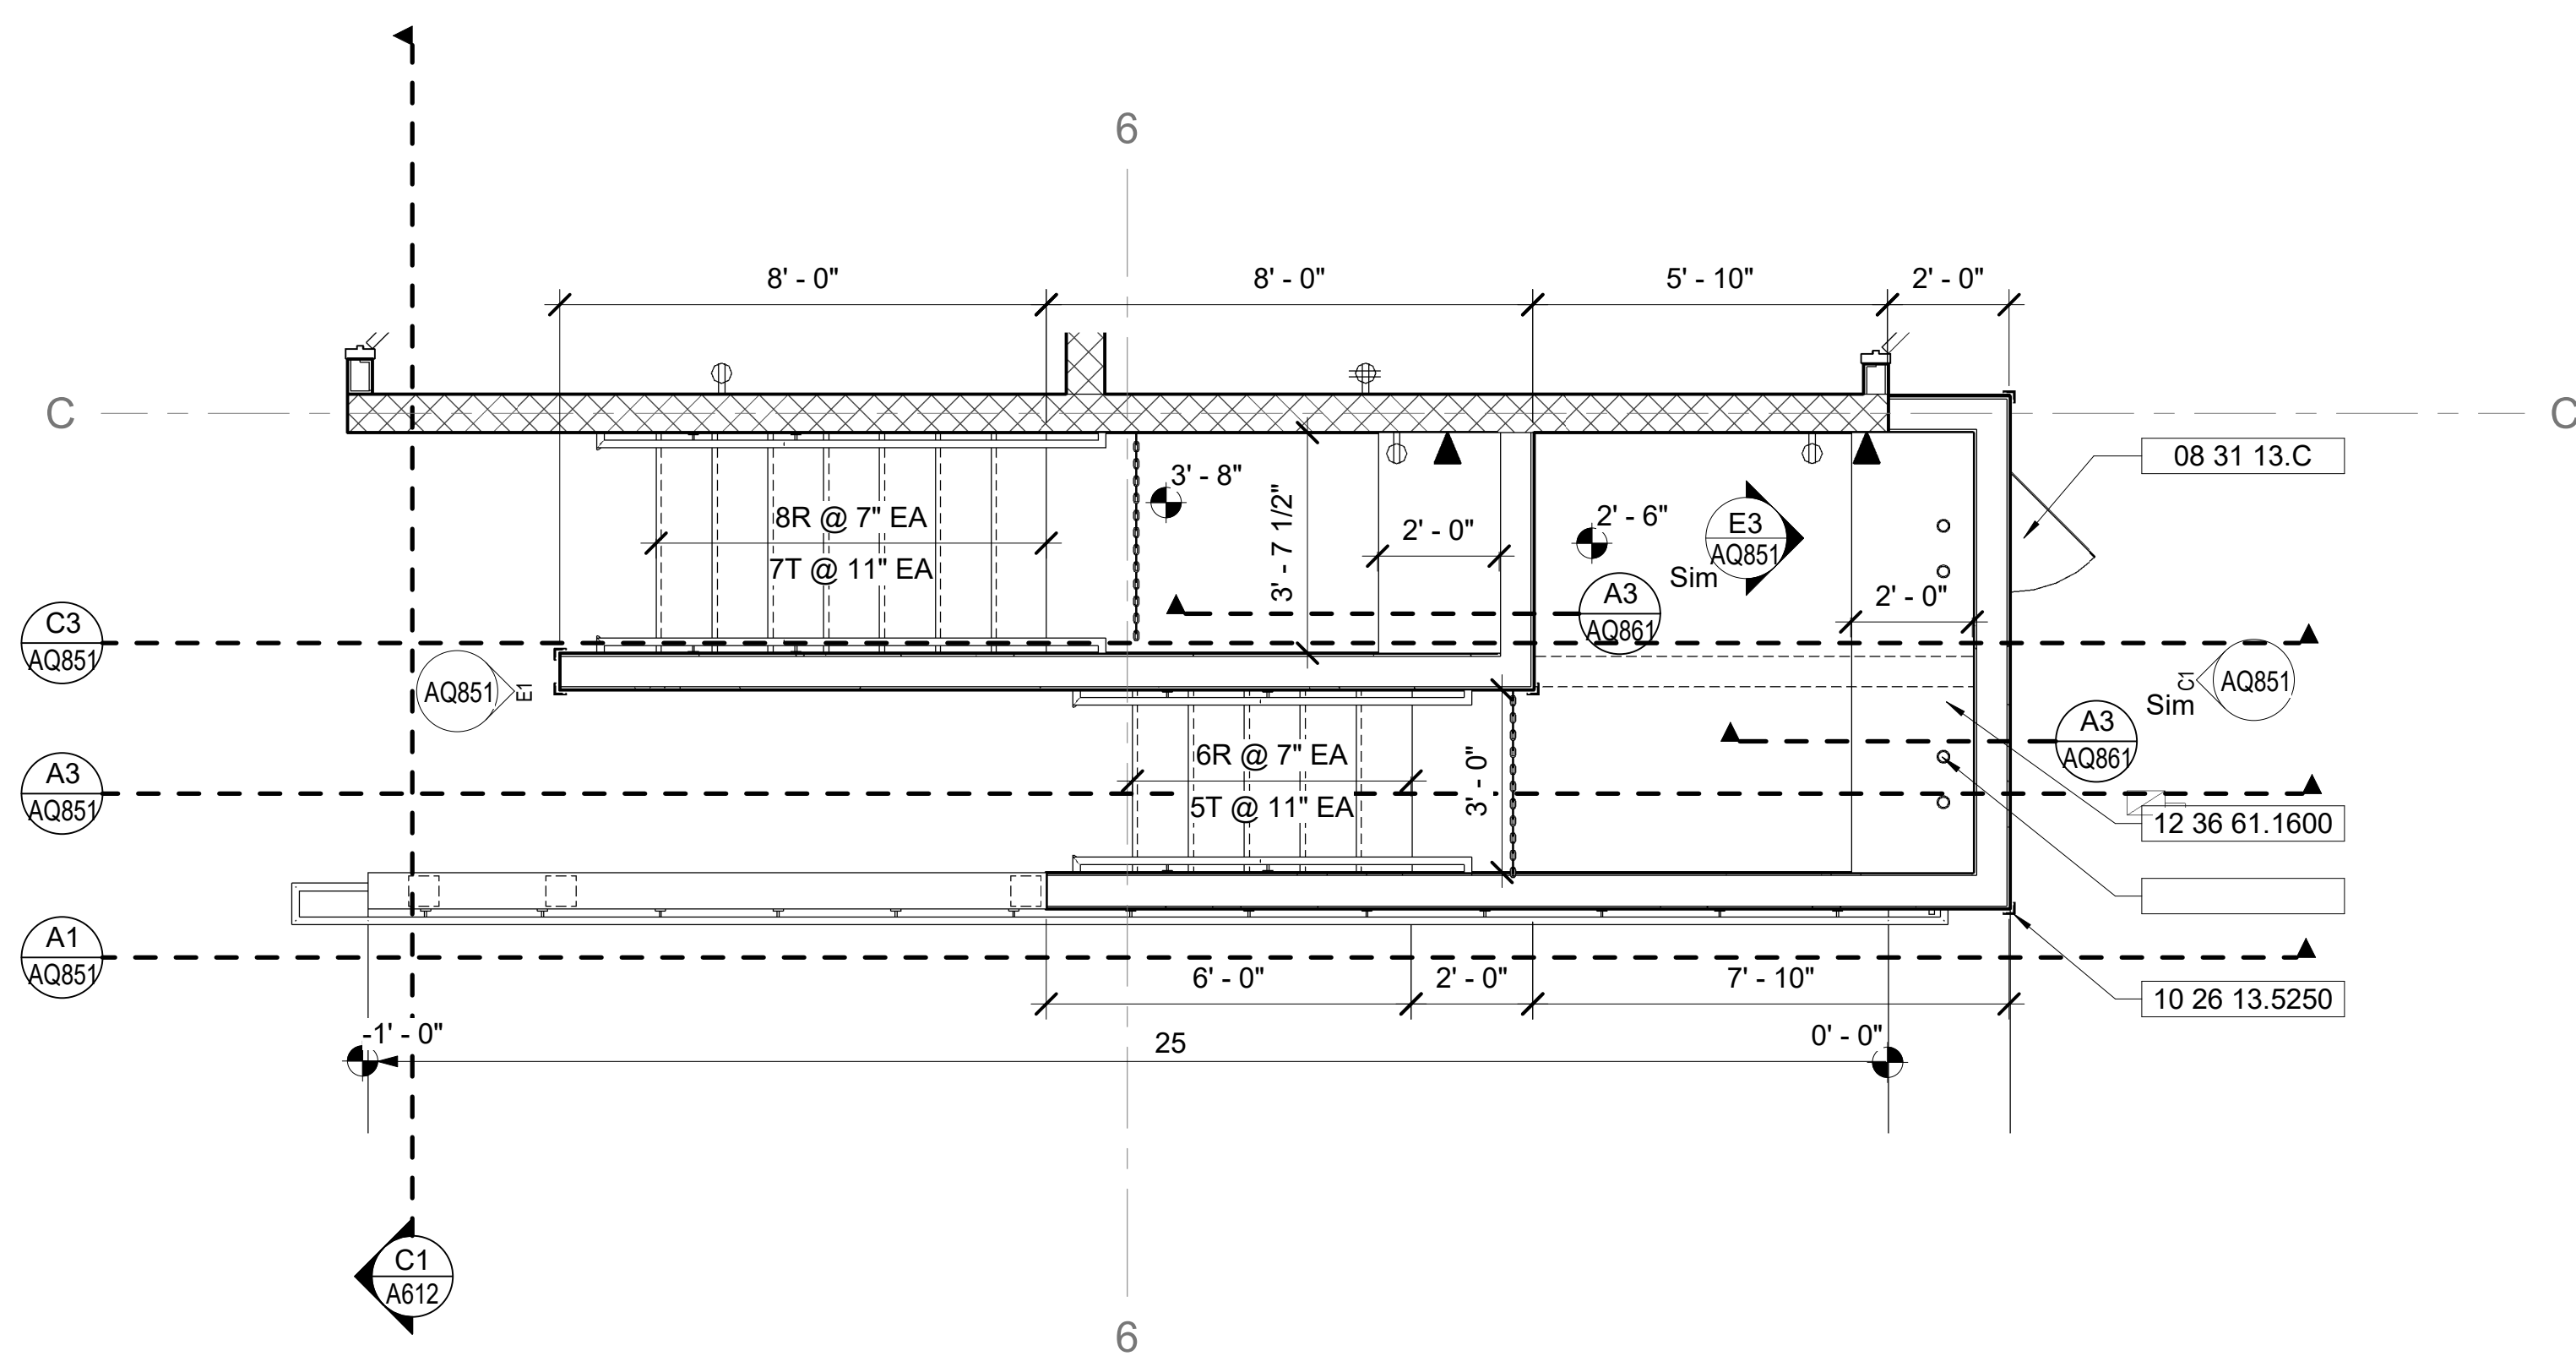 6
8' - 0"
8' - 0"
5' - 10"
2' - 0"
C
C
08 31 13.C
3' - 8"
8R @ 7" EA
7T @ 11" EA
3' - 7 1/2"
2' - 0"
2' - 6"
E3
AQ851
Sim
A3
AQ861
2' - 0"
C3
AQ851
AQ851
E1
C1
AQ851
Sim
A3
AQ861
6R @ 7" EA
5T @ 11" EA
3' - 0"
A3
AQ851
12 36 61.1600
A1
AQ851
6' - 0"
2' - 0"
7' - 10"
10 26 13.5250
-1' - 0"
25
0' - 0"
C1
A612
6